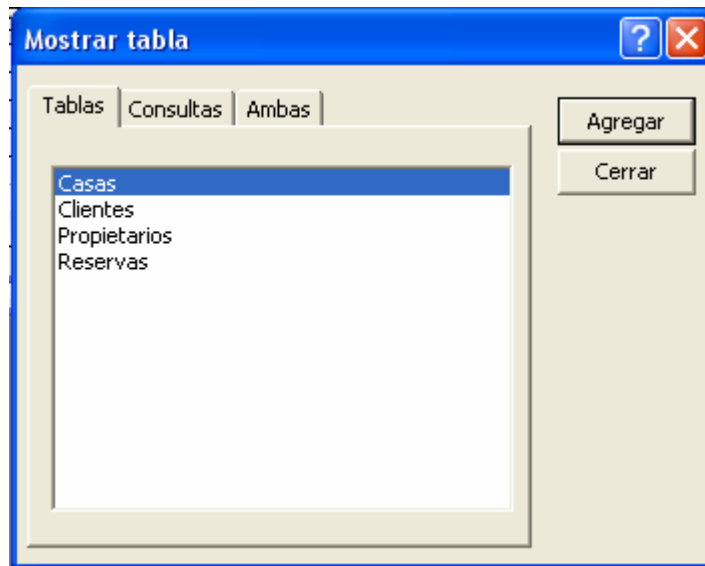 Mostrar tabla
Tablas Consultas Ambas
Agregar
Cerrar
Casas
Clientes
Propietarios
Reservas